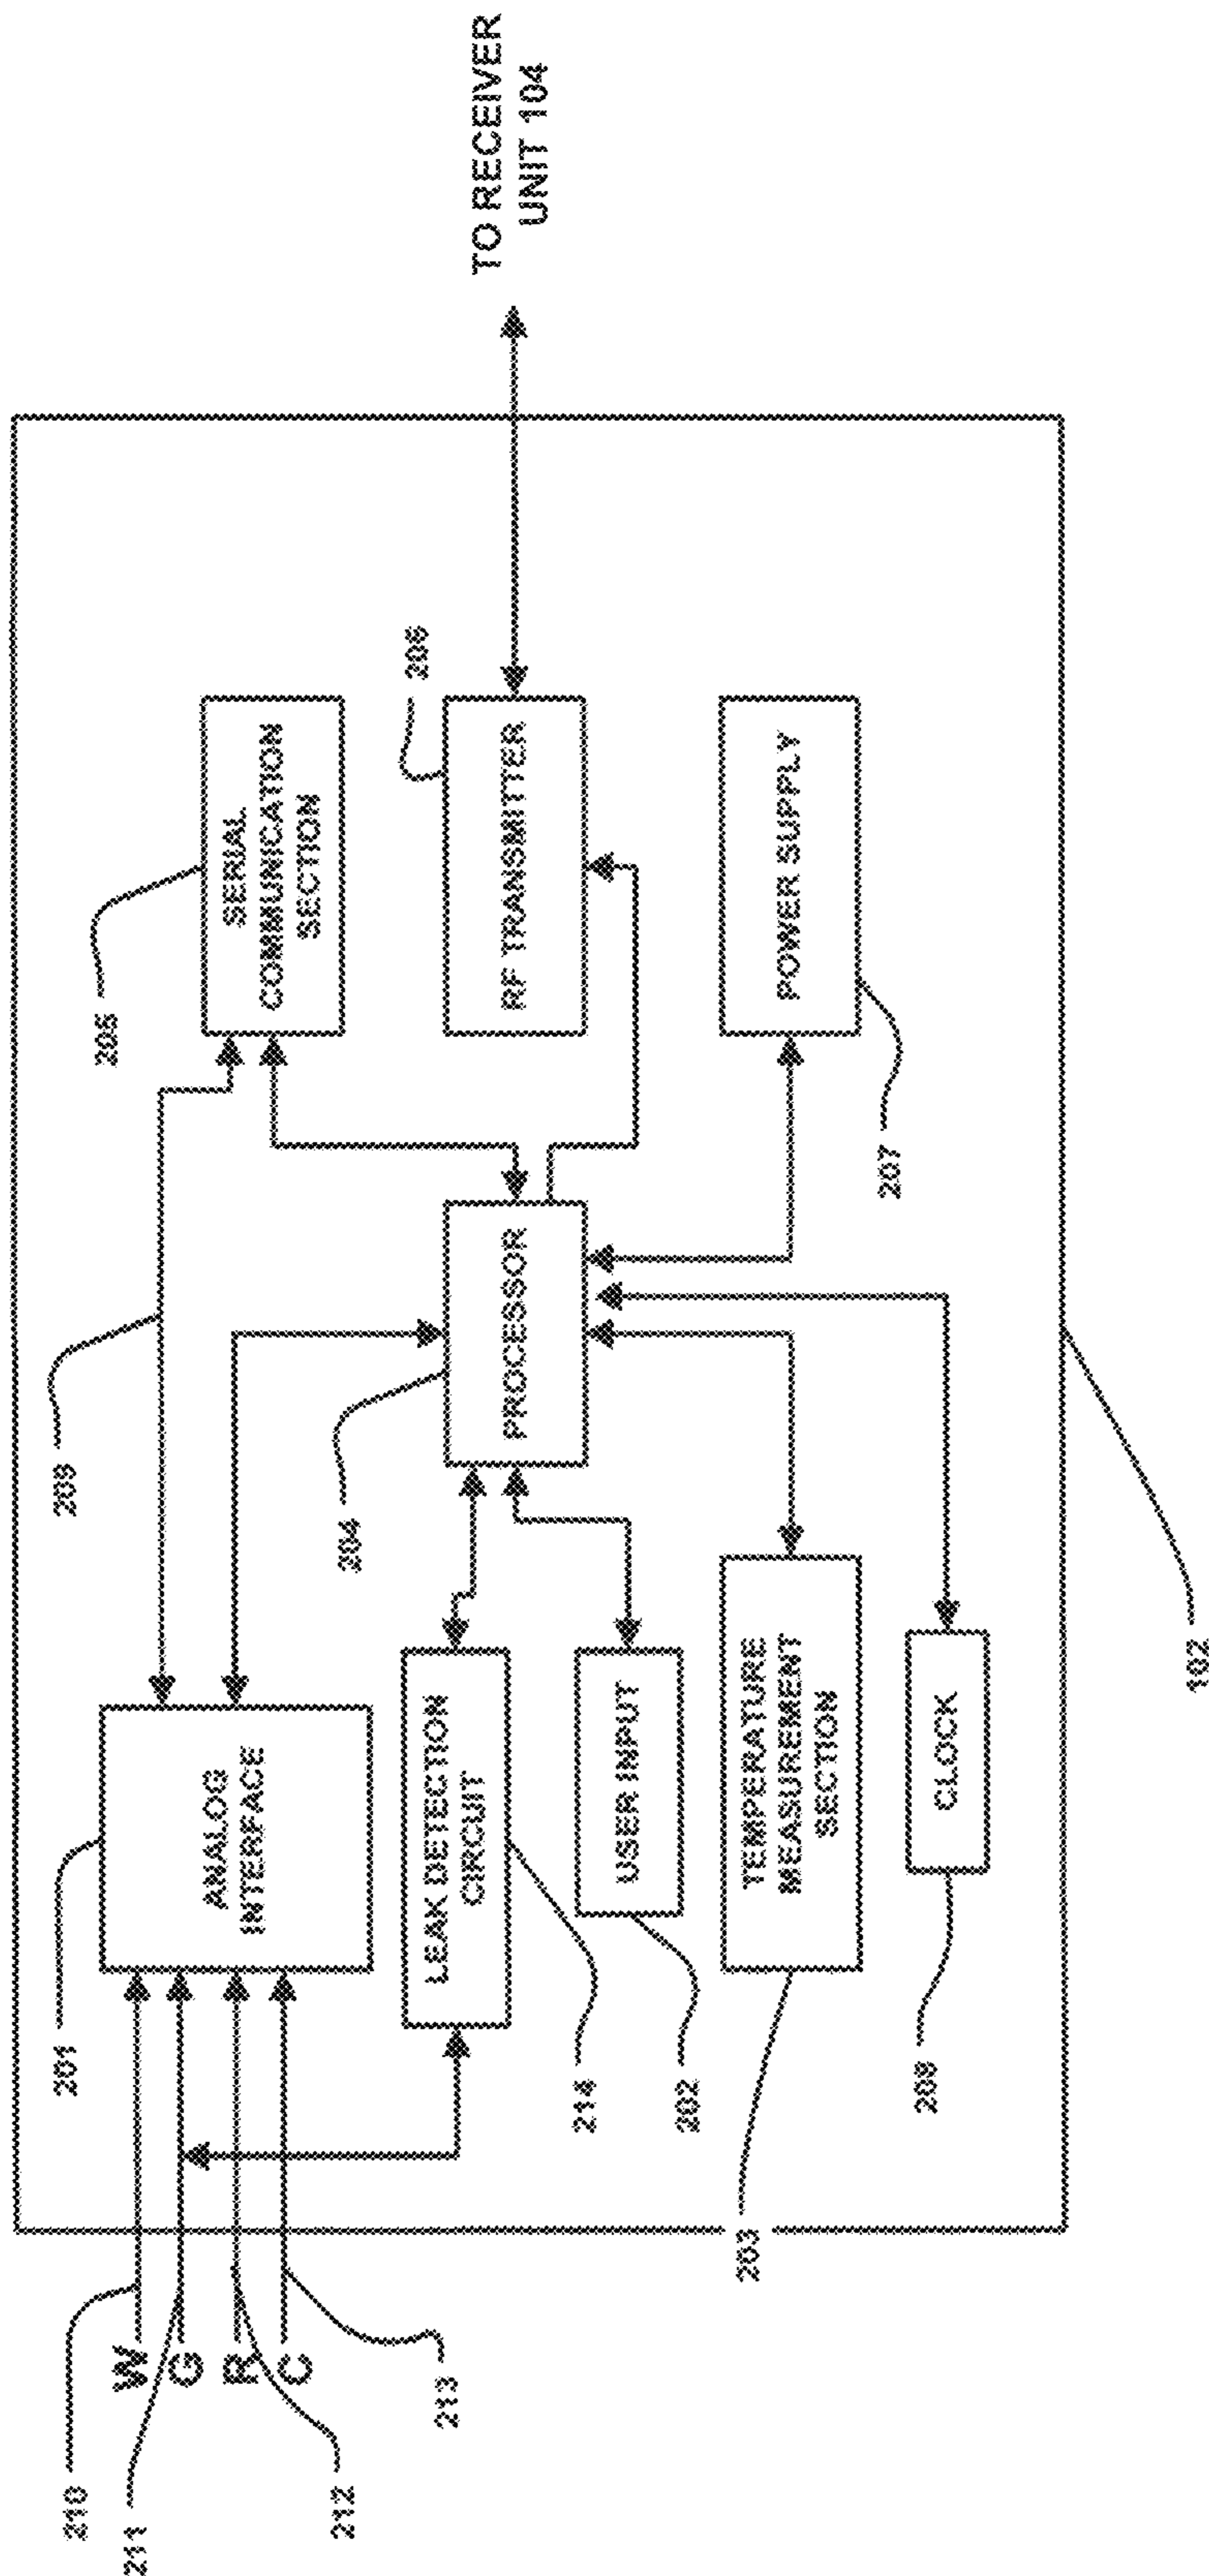 TO RECEIVER
UNIT 104
205
SERIAL
COMMUNICATION
SECTION
206
RF TRANSMITTER
POWER SUPPLY
207
209
204
PROCESSOR
102
201
ANALOG
INTERFACE
LEAK DETECTION
CIRCUIT
214
USER INPUT
202
TEMPERATURE
MEASUREMENT
SECTION
203
CLOCK
208
W
G
R
C
210
211
212
213